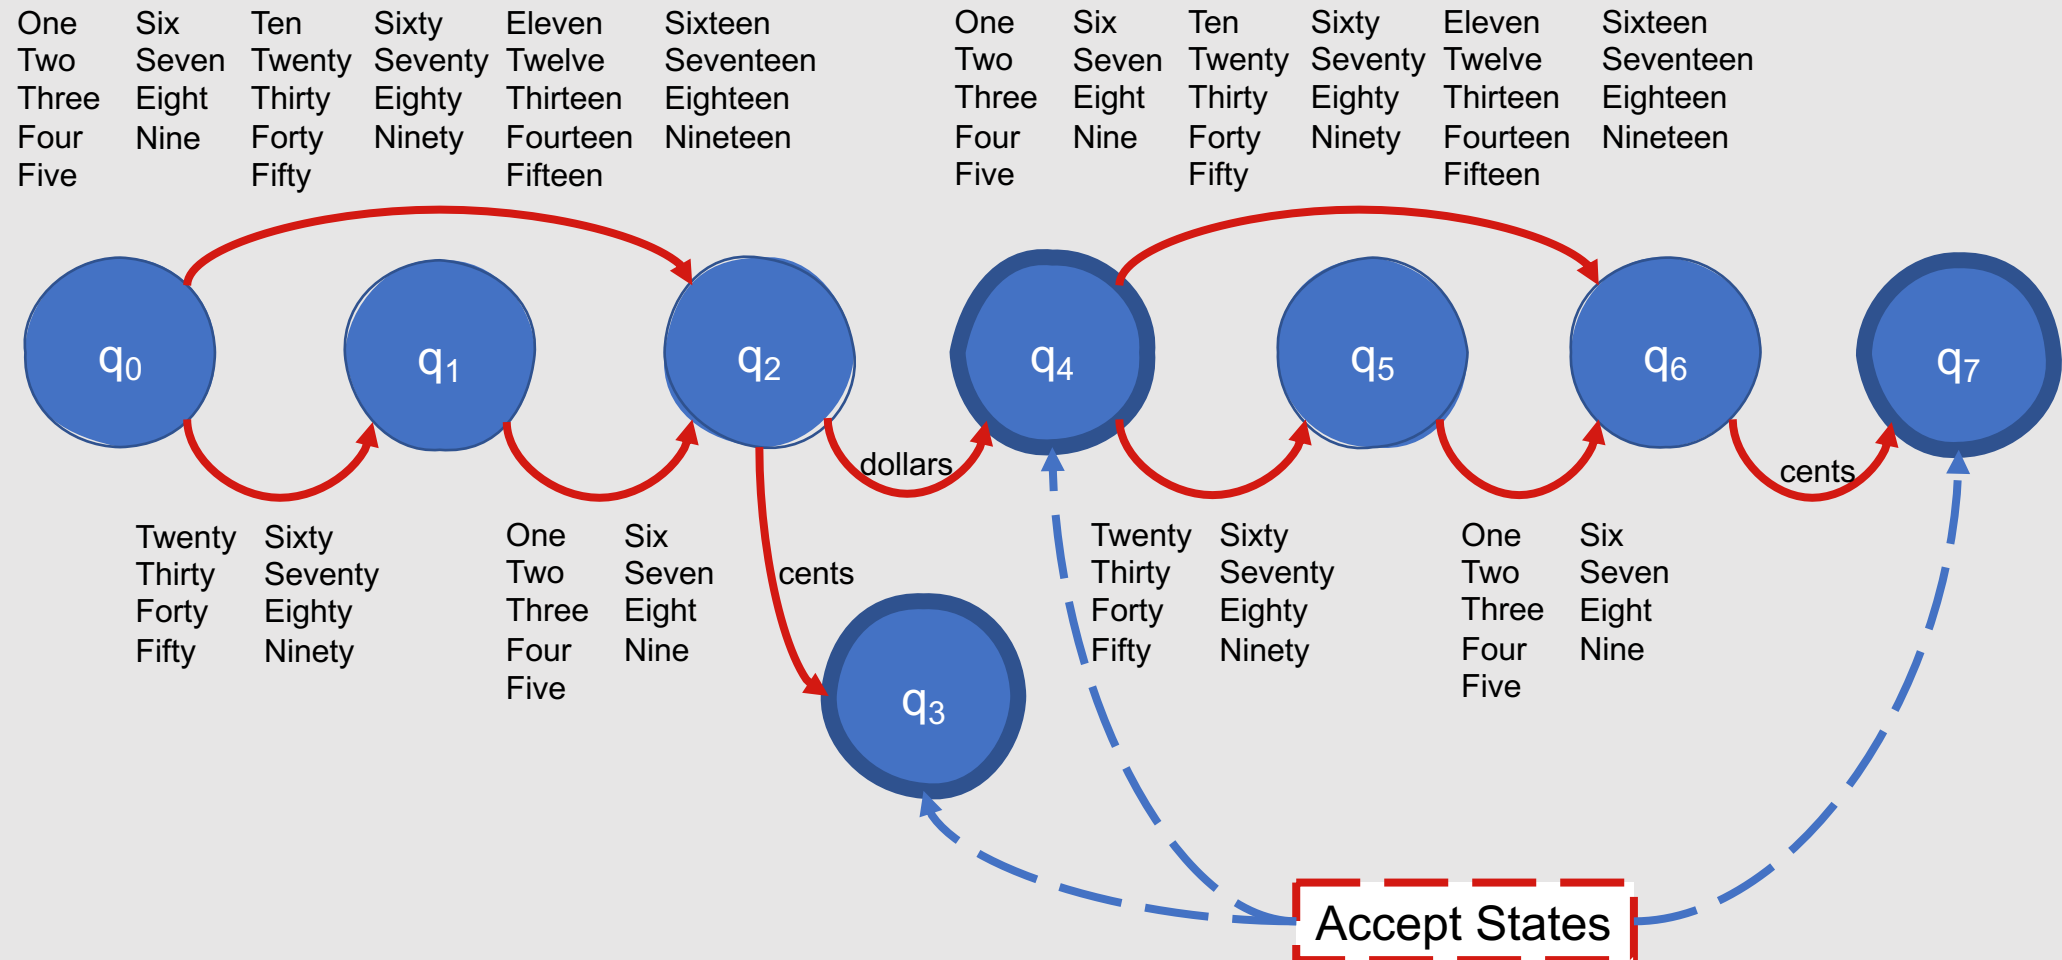 One Six Ten Sixty Eleven Sixteen
Two Seven Twenty Seventy Twelve Seventeen
Three Eight Thirty Eighty Thirteen Eighteen
Four Nine Forty Ninety Fourteen Nineteen
Five Fifty Fifteen
One Six Ten Sixty Eleven Sixteen
Two Seven Twenty Seventy Twelve Seventeen
Three Eight Thirty Eighty Thirteen Eighteen
Four Nine Forty Ninety Fourteen Nineteen
Five Fifty Fifteen
q0
q1
q2
q4
q5
q6
q7
dollars
cents
Twenty Sixty
Thirty Seventy
Forty Eighty
Fifty Ninety
One Six
Two Seven
Three Eight
Four Nine
Five
cents
Twenty Sixty
Thirty Seventy
Forty Eighty
Fifty Ninety
One Six
Two Seven
Three Eight
Four Nine
Five
q3
Accept States